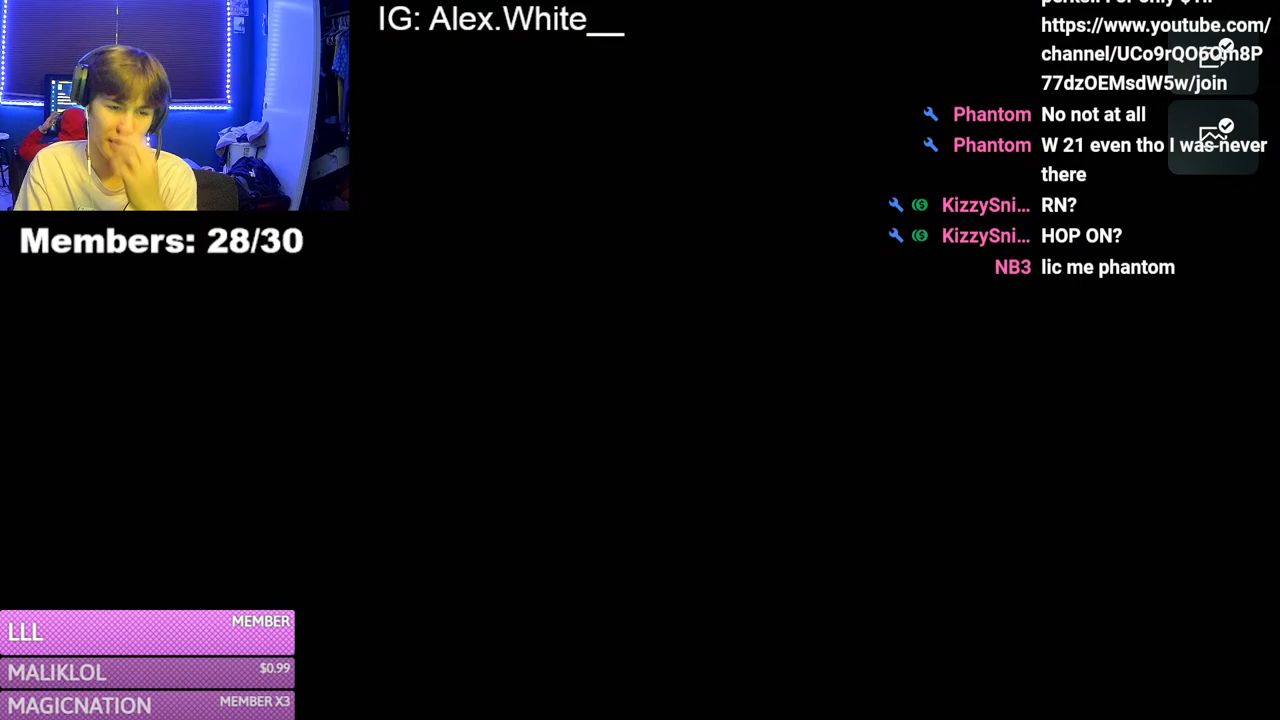 IG: Alex.White__
https://www.youtube.com/
77dzOEMsdW5w/join
Phantom No not at all
Phantom W 21 even tho I was never
there
KizzySni... RN?
KizzySni... HOP ON?
NB3 lic me phantom
Members: 28/30
LLL MEMBER
MALIKLOL $0.99
MAGICNATION MEMBER X3